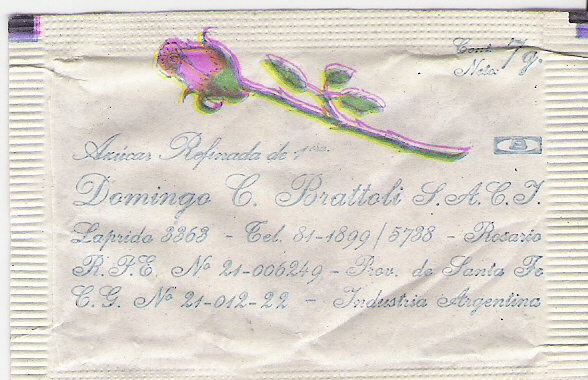 Cont. 7 g.
Neto:
Azúcar Refinada de 1era.
Domingo C. Brattoli S.A.C.I.
Laprida 3363 - Tel. 81-1899/5738 - Rosario
R.P.E. Nº 21-006249 - Prov. de Santa Fe
C.G. Nº 21-012-22 - Industria Argentina